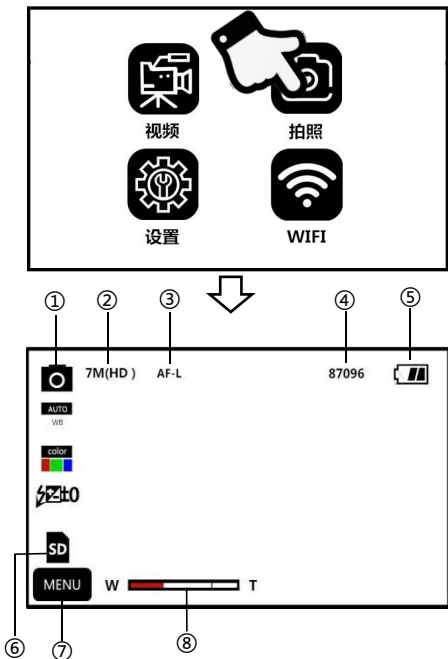 视频 拍照
设置 WIFI
① ② ③ ④ ⑤
7M(HD ) AF-L 87096
AUTO
WB
color
±0
SD
MENU W T
⑥ ⑦ ⑧